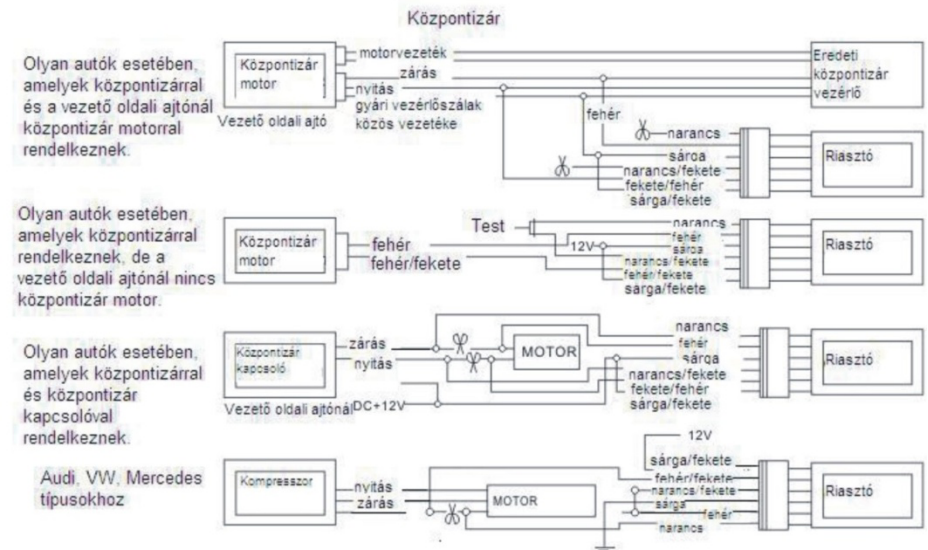 Központizár
Olyan autók esetében,
amelyek központizárral
és a vezető oldali ajtónál
központizár motorral
rendelkeznek.
Központizár
motor
Vezető oldali ajtó
motorvezeték
zárás
nyitás
gyári vezérlőszálak
közös vezetéke
fehér
Eredeti
központizár
vezérlő
narancs
sárga
narancs/fekete
fekete/fehér
sárga/fekete
Riasztó
Olyan autók esetében,
amelyek központizárral
rendelkeznek, de a
vezető oldali ajtónál nincs
központizár motor.
Központizár
motor
fehér
fehér/fekete
Test
12V
narancs
fehér
sárga
narancs/fekete
fehér/fekete
sárga/fekete
Riasztó
Olyan autók esetében,
amelyek központizárral
és központizár
kapcsolóval
rendelkeznek.
Központizár
kapcsoló
Vezető oldali ajtónál
zárás
nyitás
DC+12V
MOTOR
narancs
fehér
sárga
narancs/fekete
fekete/fehér
sárga/fekete
Riasztó
Audi, VW, Mercedes
típusokhoz
Kompresszor
nyitás
zárás
MOTOR
12V
sárga/fekete
fehér/fekete
narancs/fekete
sárga
fehér
narancs
Riasztó